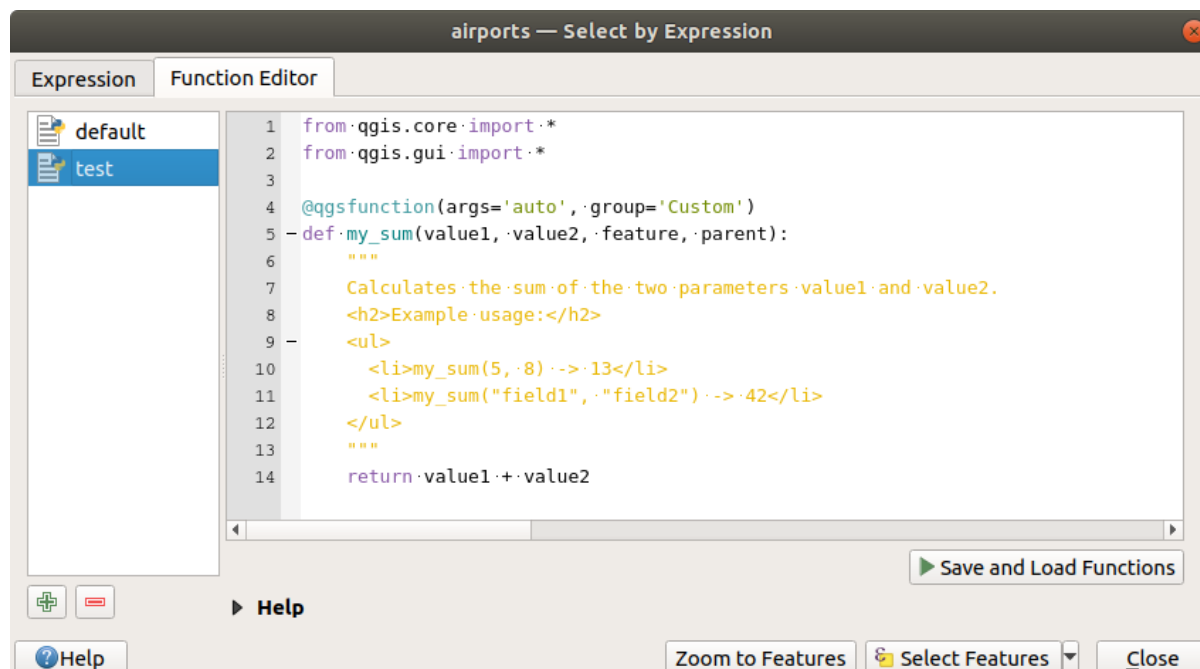 airports — Select by Expression
Expression
Function Editor
default
test
1 from qgis.core import *
2 from qgis.gui import *
3
4 @qgsfunction(args='auto', group='Custom')
5 def my_sum(value1, value2, feature, parent):
6 """
7 Calculates the sum of the two parameters value1 and value2.
8 <h2>Example usage:</h2>
9 <ul>
10 <li>my_sum(5, 8) -> 13</li>
11 <li>my_sum("field1", "field2") -> 42</li>
12 </ul>
13 """
14 return value1 + value2
Save and Load Functions
Help
Help
Zoom to Features
Select Features
Close